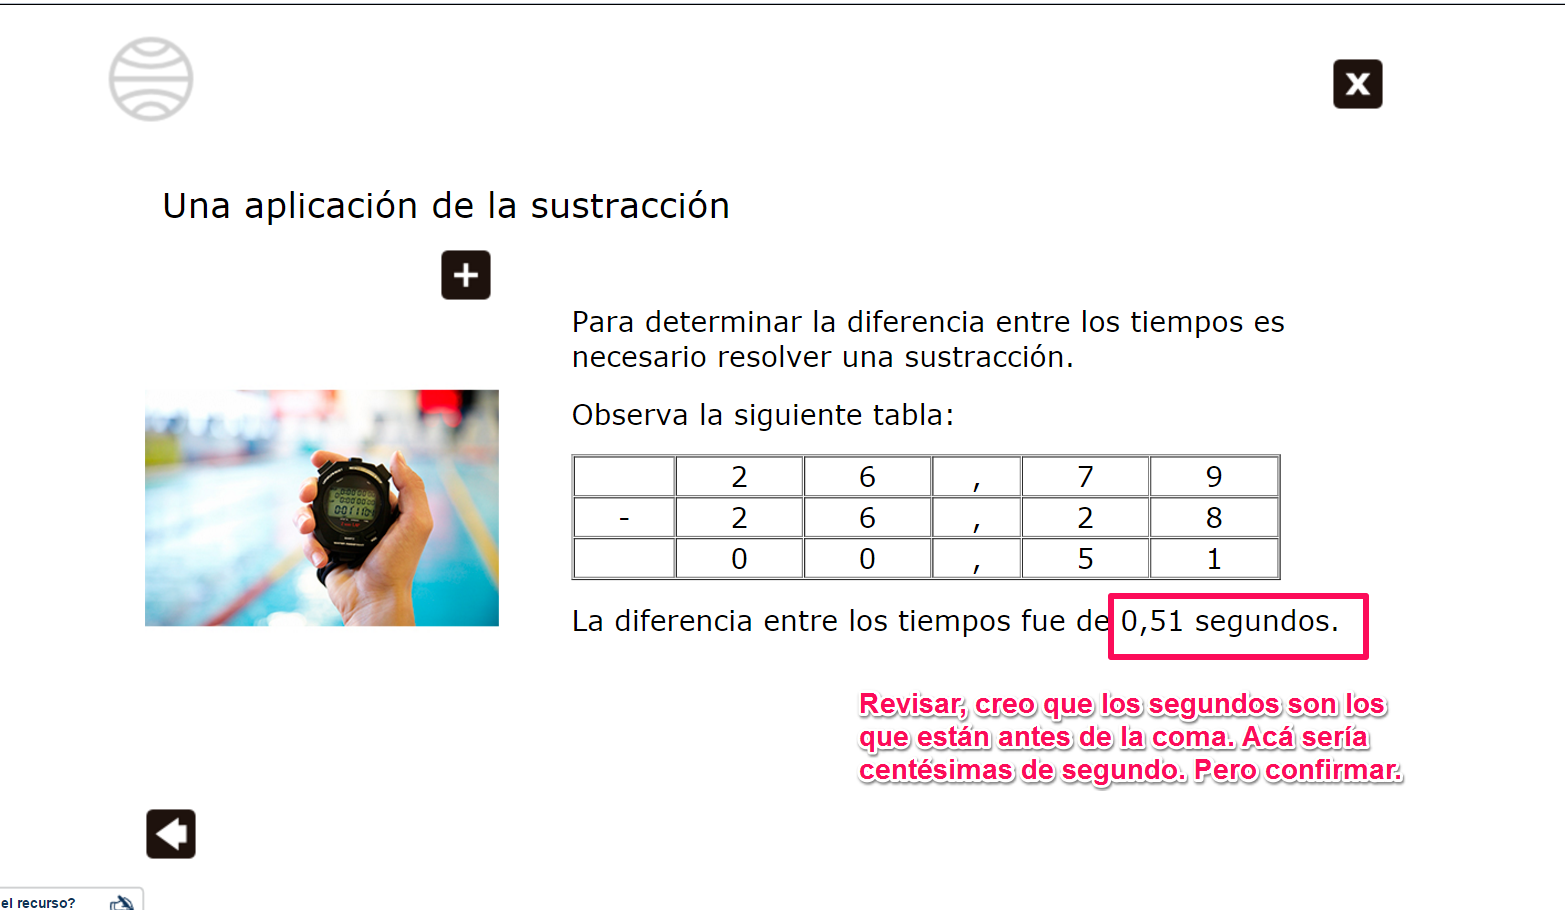 Una aplicación de la sustracción
Para determinar la diferencia entre los tiempos es
necesario resolver una sustracción.
Observa la siguiente tabla:
2 6 , 7 9
- 2 6 , 2 8
0 0 , 5 1
La diferencia entre los tiempos fue de 0,51 segundos.
Revisar, creo que los segundos son los
que están antes de la coma. Acá sería
centésimas de segundo. Pero confirmar.
el recurso?